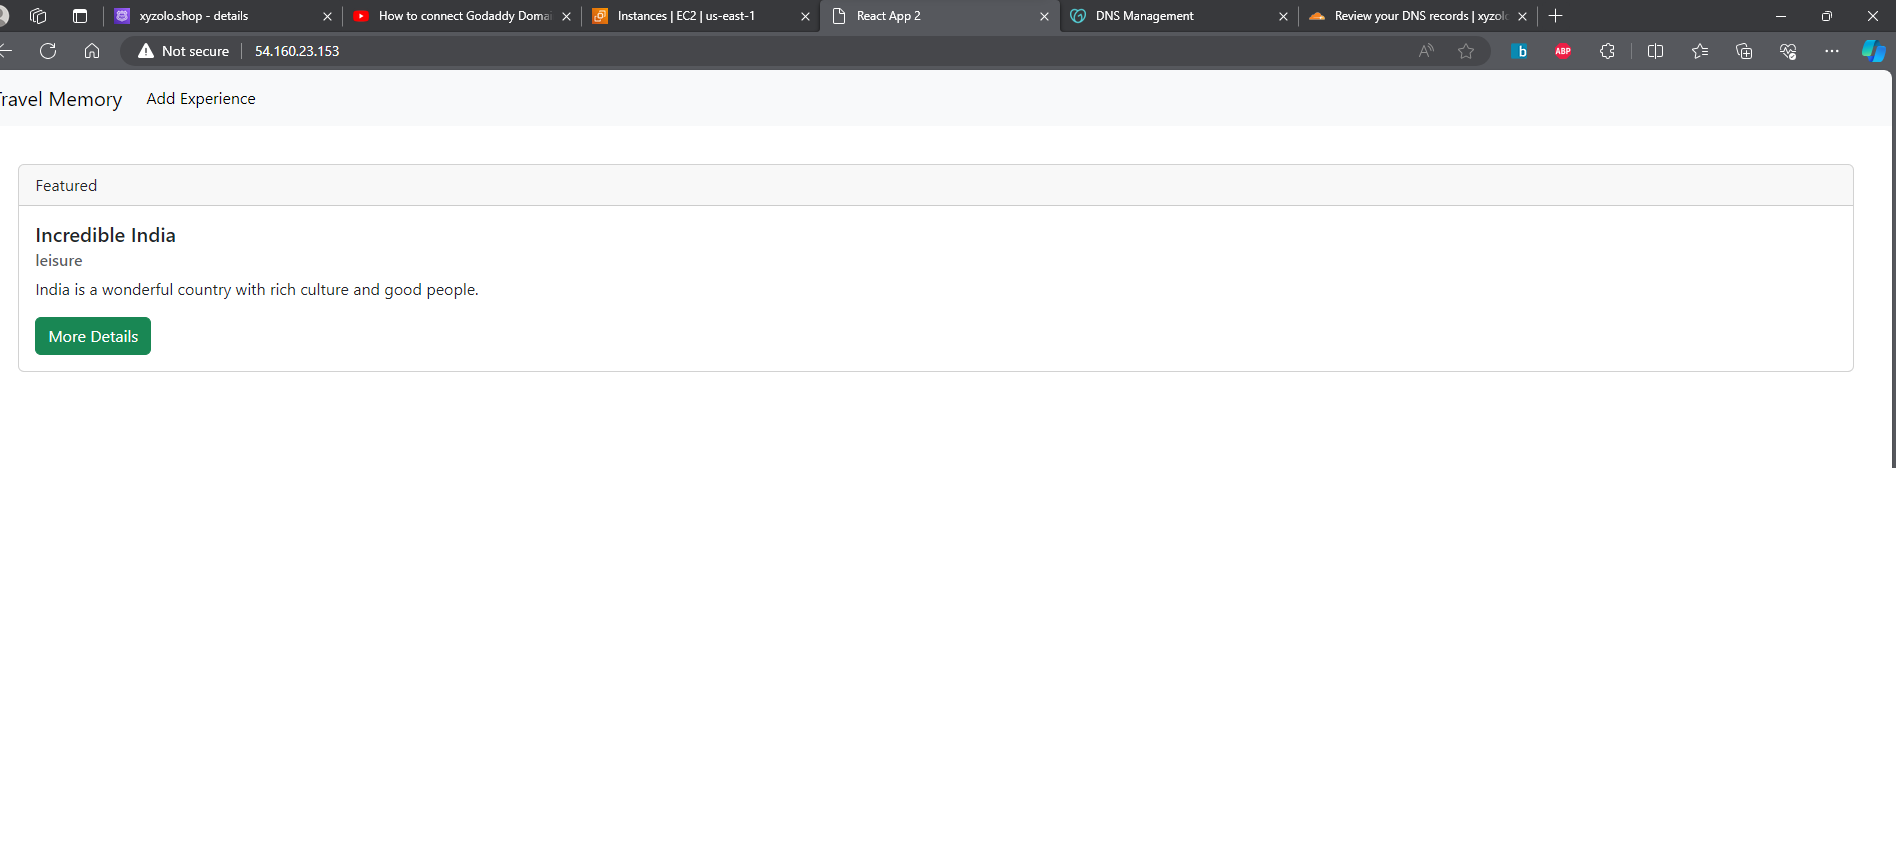 xyzolo.shop - details
How to connect Godaddy Domai
Instances | EC2 | us-east-1
React App 2
DNS Management
Review your DNS records | xyzolo
Not secure
54.160.23.153
b
ABP
Travel Memory
Add Experience
Featured
Incredible India
leisure
India is a wonderful country with rich culture and good people.
More Details